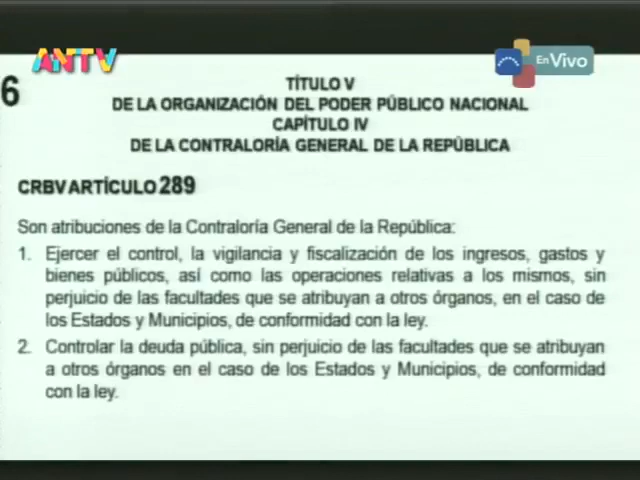 ANTV
En Vivo
6
TÍTULO V
DE LA ORGANIZACIÓN DEL PODER PÚBLICO NACIONAL
CAPÍTULO IV
DE LA CONTRALORÍA GENERAL DE LA REPÚBLICA
CRBV ARTÍCULO 289
Son atribuciones de la Contraloría General de la República:
1. Ejercer el control, la vigilancia y fiscalización de los ingresos, gastos y
bienes públicos, así como las operaciones relativas a los mismos, sin
perjuicio de las facultades que se atribuyan a otros órganos, en el caso de
los Estados y Municipios, de conformidad con la ley.
2. Controlar la deuda pública, sin perjuicio de las facultades que se atribuyan
a otros órganos en el caso de los Estados y Municipios, de conformidad
con la ley.